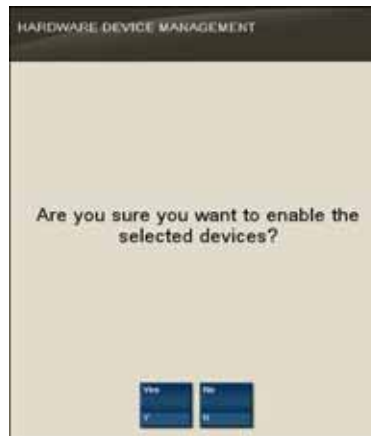 HARDWARE DEVICE MANAGEMENT
Are you sure you want to enable the
selected devices?
Yes
No
Y
N